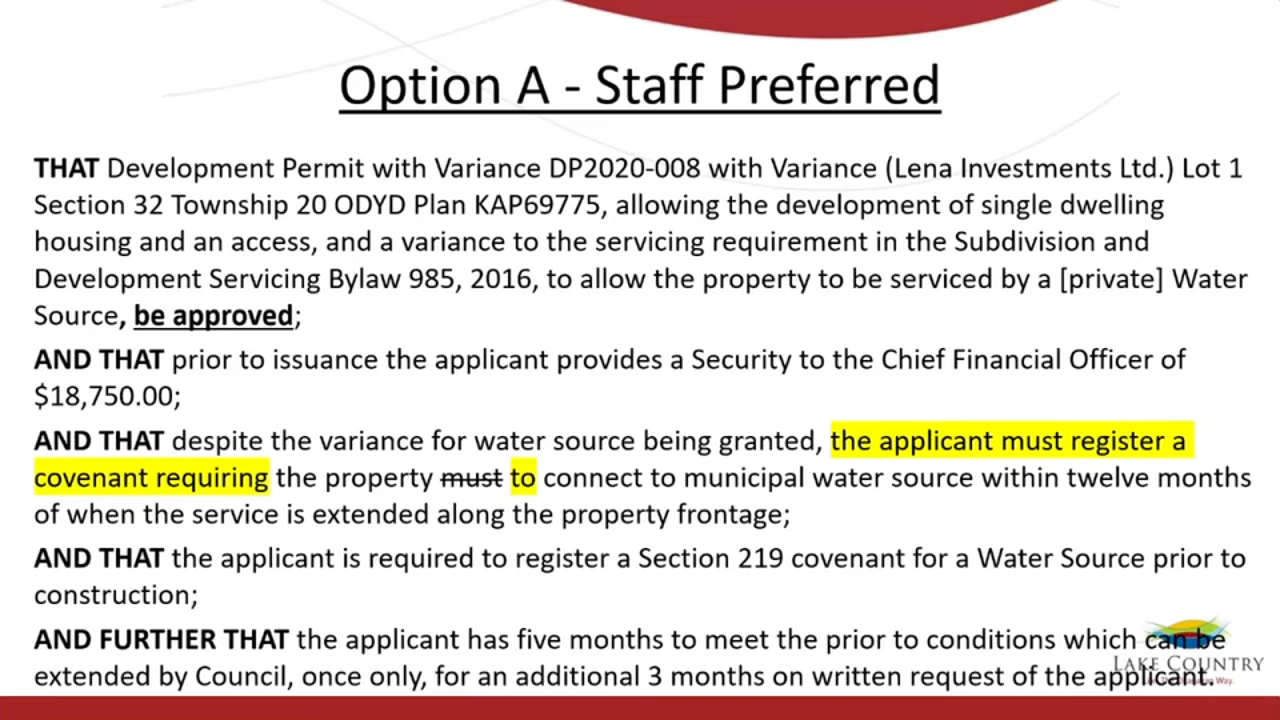 Option A - Staff Preferred
THAT Development Permit with Variance DP2020-008 with Variance (Lena Investments Ltd.) Lot 1
Section 32 Township 20 ODYD Plan KAP69775, allowing the development of single dwelling
housing and an access, and a variance to the servicing requirement in the Subdivision and
Development Servicing Bylaw 985, 2016, to allow the property to be serviced by a [private] Water
Source, be approved;
AND THAT prior to issuance the applicant provides a Security to the Chief Financial Officer of
$18,750.00;
AND THAT despite the variance for water source being granted, the applicant must register a
covenant requiring the property must to connect to municipal water source within twelve months
of when the service is extended along the property frontage;
AND THAT the applicant is required to register a Section 219 covenant for a Water Source prior to
construction;
AND FURTHER THAT the applicant has five months to meet the prior to conditions which can be
extended by Council, once only, for an additional 3 months on written request of the applicant.
LAKE COUNTRY
Way.